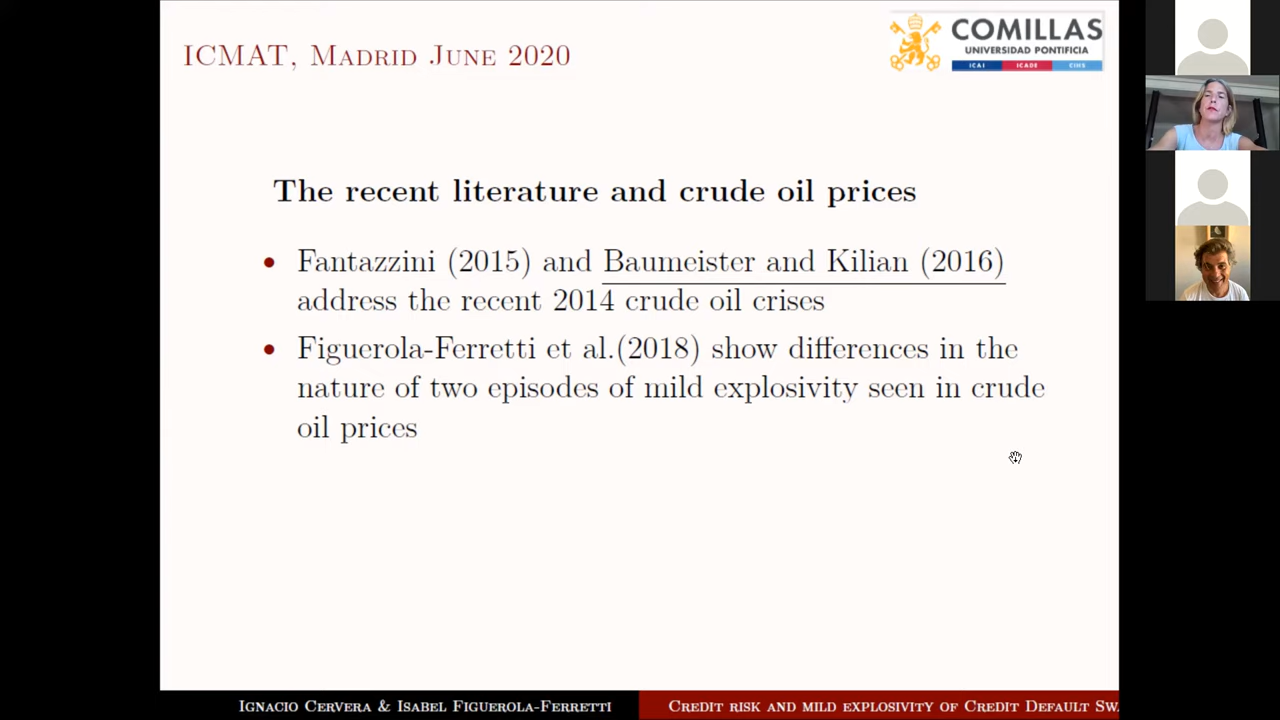 ICMAT, Madrid June 2020
COMILLAS
UNIVERSIDAD PONTIFICIA
ICAI ICADE CIHS
The recent literature and crude oil prices
• Fantazzini (2015) and Baumeister and Kilian (2016)
address the recent 2014 crude oil crises
• Figuerola-Ferretti et al.(2018) show differences in the
nature of two episodes of mild explosivity seen in crude
oil prices
Ignacio Cervera & Isabel Figuerola-Ferretti
Credit risk and mild explosivity of Credit Default Sw